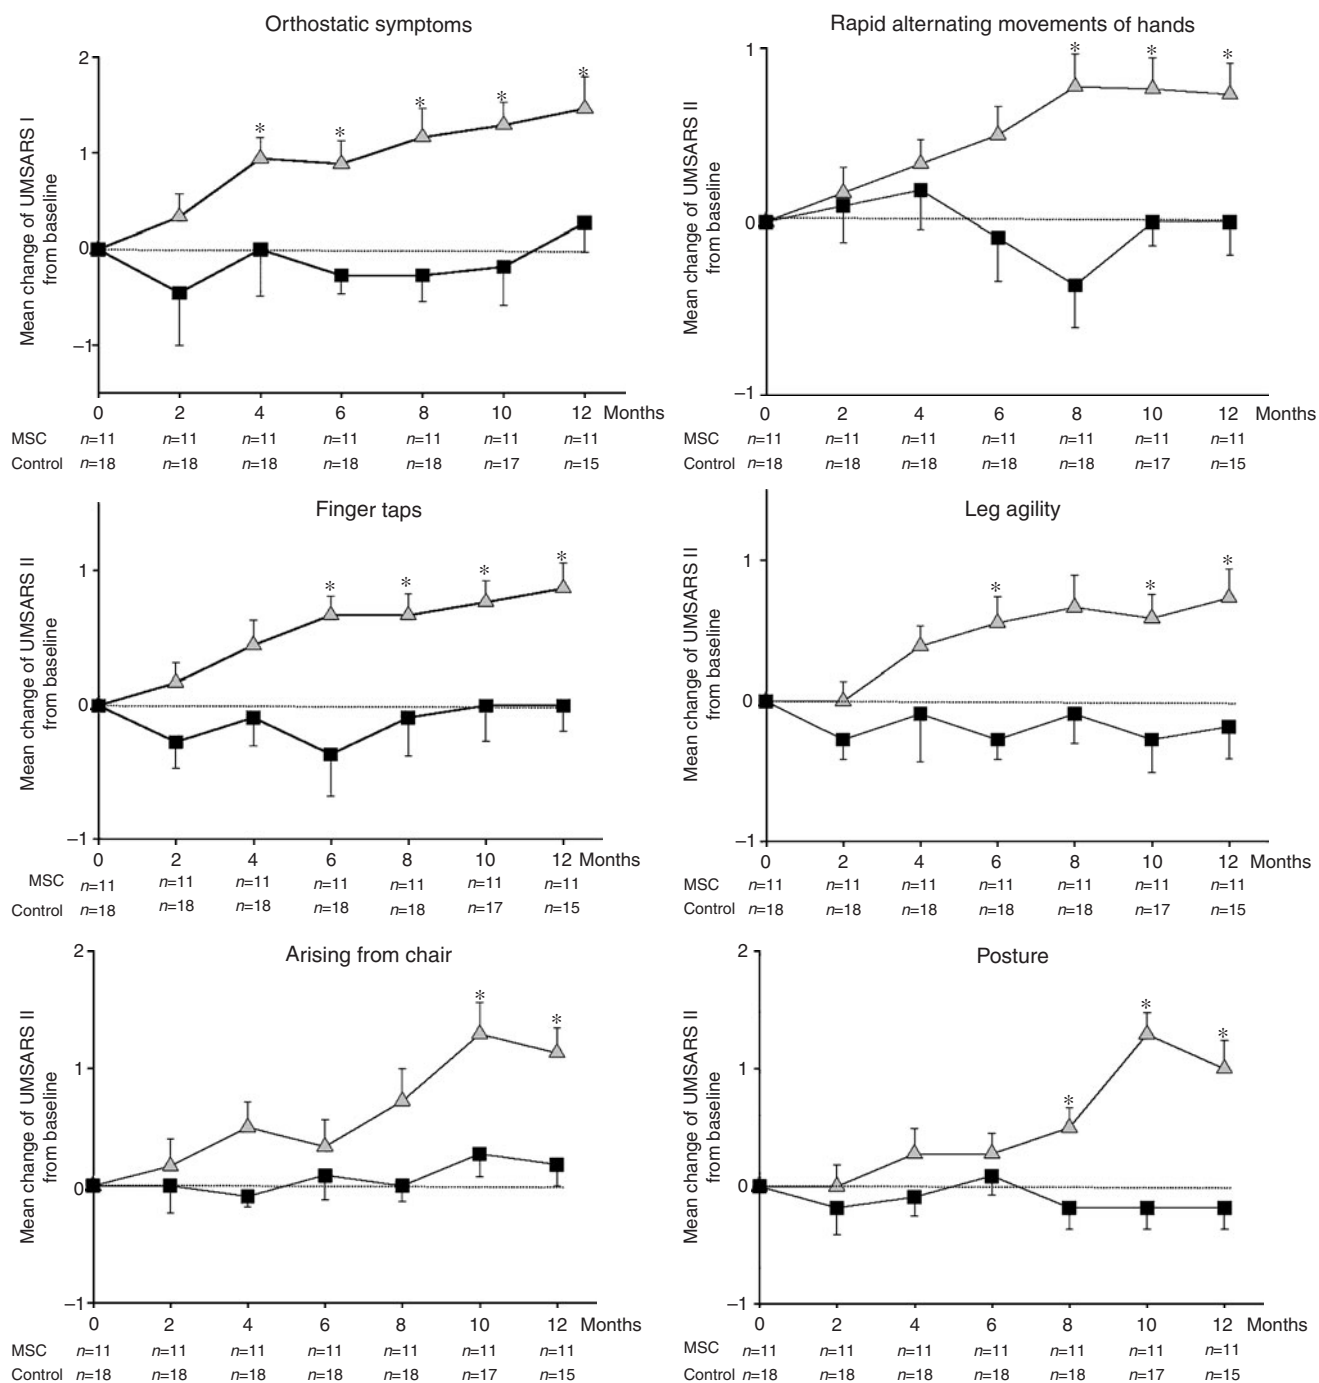 Orthostatic symptoms
Mean change of UMSARS I
from baseline
2
1
0
–1
* * * * *
0 2 4 6 8 10 12 Months
MSC n=11 n=11 n=11 n=11 n=11 n=11 n=11
Control n=18 n=18 n=18 n=18 n=18 n=17 n=15
Rapid alternating movements of hands
Mean change of UMSARS II
from baseline
1
0
–1
* * *
0 2 4 6 8 10 12 Months
MSC n=11 n=11 n=11 n=11 n=11 n=11 n=11
Control n=18 n=18 n=18 n=18 n=18 n=17 n=15
Finger taps
Mean change of UMSARS II
from baseline
1
0
–1
* * * *
0 2 4 6 8 10 12 Months
MSC n=11 n=11 n=11 n=11 n=11 n=11 n=11
Control n=18 n=18 n=18 n=18 n=18 n=17 n=15
Leg agility
Mean change of UMSARS II
from baseline
1
0
–1
* * *
0 2 4 6 8 10 12 Months
MSC n=11 n=11 n=11 n=11 n=11 n=11 n=11
Control n=18 n=18 n=18 n=18 n=18 n=17 n=15
Arising from chair
Mean change of UMSARS II
from baseline
2
1
0
–1
* *
0 2 4 6 8 10 12 Months
MSC n=11 n=11 n=11 n=11 n=11 n=11 n=11
Control n=18 n=18 n=18 n=18 n=18 n=17 n=15
Posture
Mean change of UMSARS II
from baseline
2
1
0
–1
* * *
0 2 4 6 8 10 12 Months
MSC n=11 n=11 n=11 n=11 n=11 n=11 n=11
Control n=18 n=18 n=18 n=18 n=18 n=17 n=15